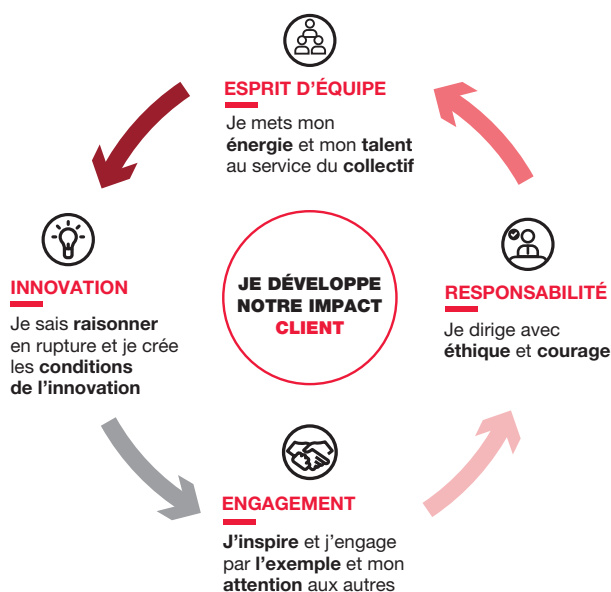 ESPRIT D'ÉQUIPE
Je mets mon
énergie et mon talent
au service du collectif
INNOVATION
Je sais raisonner
en rupture et je crée
les conditions
de l'innovation
JE DÉVELOPPE
NOTRE IMPACT
CLIENT
RESPONSABILITÉ
Je dirige avec
éthique et courage
ENGAGEMENT
J'inspire et j'engage
par l'exemple et mon
attention aux autres